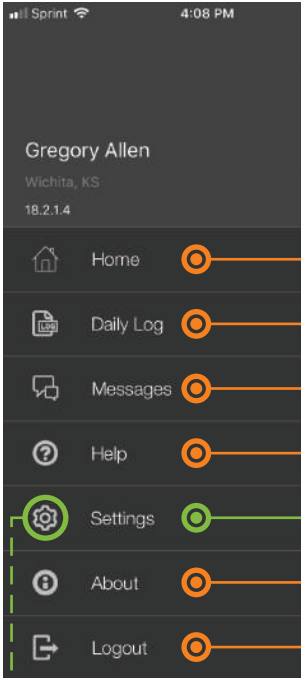 Sprint 4:08 PM
Gregory Allen
Wichita, KS
18.2.1.4
Home
LOG Daily Log
Messages
Help
Settings
About
Logout